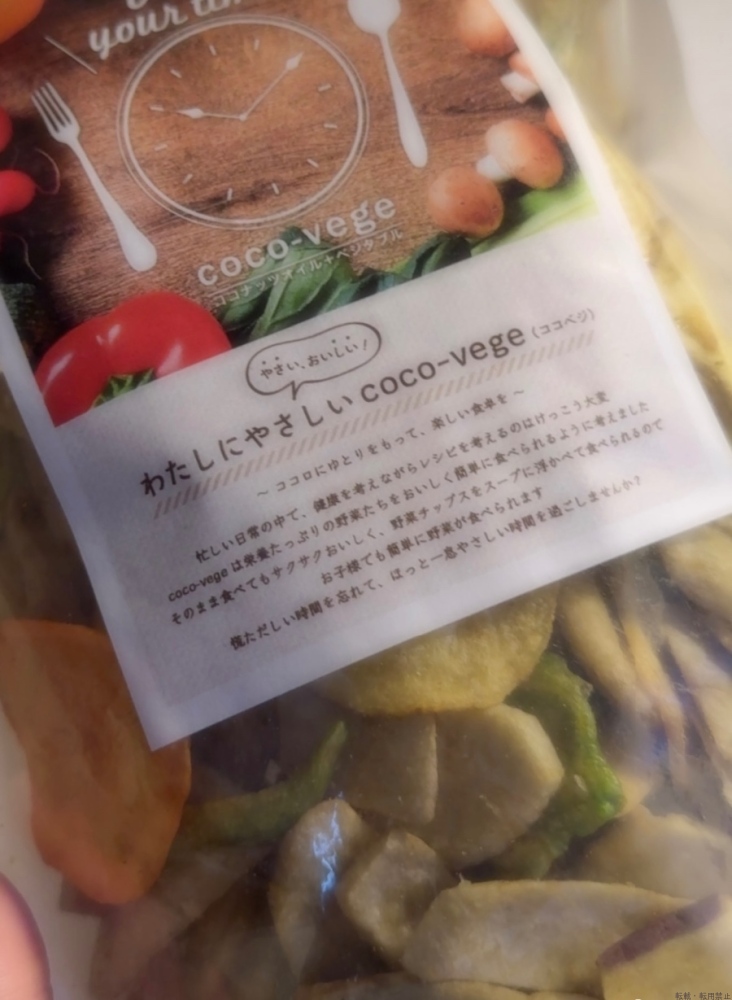 your
coco-vege
ココナッツオイル+ベジタブル
やさい、おいしい!
わたしにやさしい coco-vege (ココベジ)
~ ココロにゆとりをもって、楽しい食卓を ~
忙しい日常の中で、健康を考えながらレシピを考えるのはけっこう大変
coco-vege は栄養たっぷりの野菜たちをおいしく簡単に食べられるように考えました
そのまま食べてもサクサクおいしく、野菜チップスをスープに浮かべて食べられるので
お子様でも簡単に野菜が食べられます
慌ただしい時間を忘れて、ほっと一息やさしい時間を過ごしませんか?
転載・転用禁止